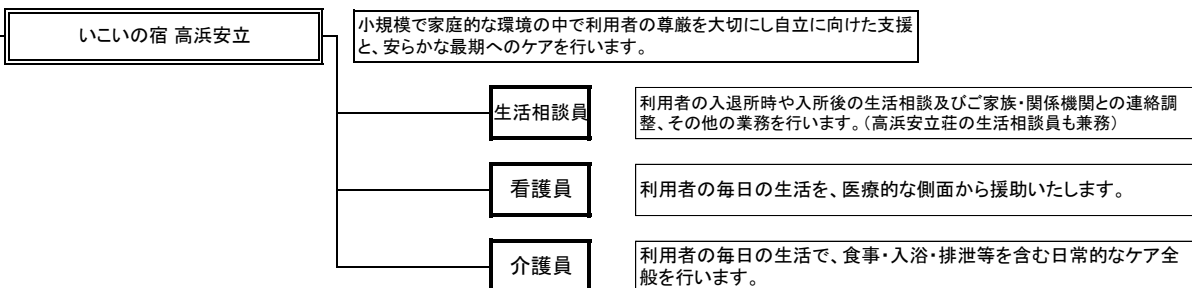 いこいの宿 高浜安立
小規模で家庭的な環境の中で利用者の尊厳を大切にし自立に向けた支援
と、安らかな最期へのケアを行います。
生活相談員
利用者の入退所時や入所後の生活相談及びご家族・関係機関との連絡調
整、その他の業務を行います。（高浜安立荘の生活相談員も兼務）
看護員
利用者の毎日の生活を、医療的な側面から援助いたします。
介護員
利用者の毎日の生活で、食事・入浴・排泄等を含む日常的なケア全
般を行います。